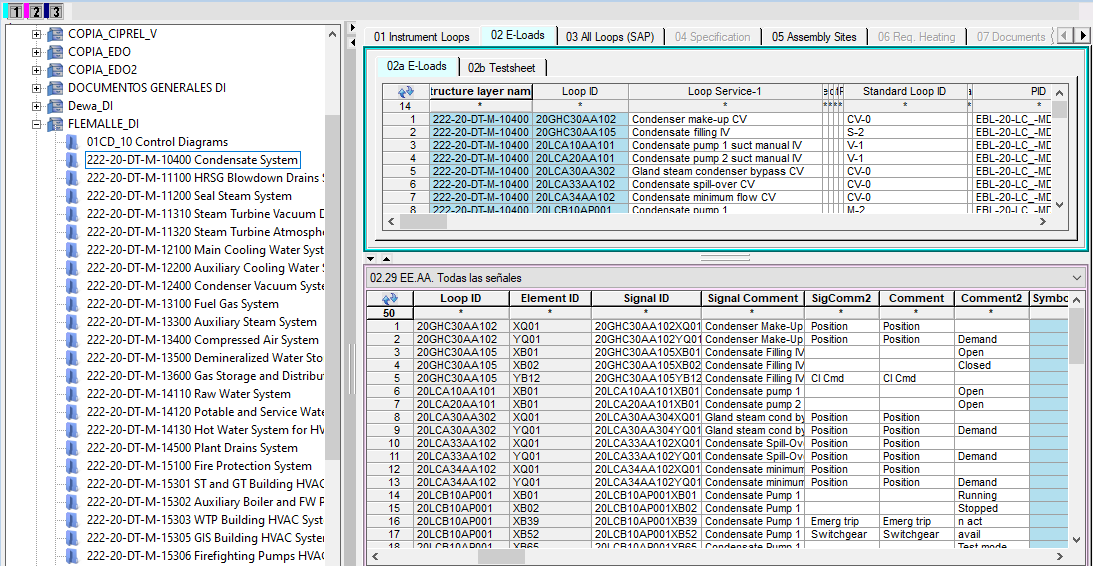 1 2 3
COPIA_CIPREL_V
COPIA_EDO
COPIA_EDO2
DOCUMENTOS GENERALES DI
Dewa_DI
FLEMALLE_DI
01CD_10 Control Diagrams
222-20-DT-M-10400 Condensate System
222-20-DT-M-11100 HRSG Blowdown Drains
222-20-DT-M-11200 Seal Steam System
222-20-DT-M-11310 Steam Turbine Vacuum D
222-20-DT-M-11320 Steam Turbine Atmosphe
222-20-DT-M-12100 Main Cooling Water Syst
222-20-DT-M-12200 Auxiliary Cooling Water S
222-20-DT-M-12400 Condenser Vacuum Syste
222-20-DT-M-13100 Fuel Gas System
222-20-DT-M-13300 Auxiliary Steam System
222-20-DT-M-13400 Compressed Air System
222-20-DT-M-13500 Demineralized Water Sto
222-20-DT-M-13600 Gas Storage and Distribut
222-20-DT-M-14110 Raw Water System
222-20-DT-M-14120 Potable and Service Wate
222-20-DT-M-14130 Hot Water System for HV
222-20-DT-M-14500 Plant Drains System
222-20-DT-M-15100 Fire Protection System
222-20-DT-M-15301 ST and GT Building HVAC
222-20-DT-M-15302 Auxiliary Boiler and FW P
222-20-DT-M-15303 WTP Building HVAC Syst
222-20-DT-M-15305 GIS Building HVAC System
222-20-DT-M-15306 Firefighting Pumps HVAC
01 Instrument Loops 02 E-Loads 03 All Loops (SAP) 04 Specification 05 Assembly Sites 06 Req. Heating 07 Documents
02a E-Loads 02b Testsheet
tructure layer nam Loop ID Loop Service-1 Standard Loop ID PID
14 * * * * * * * * *
1 222-20-DT-M-10400 20GHC30AA102 Condenser make-up CV CV-0 EBL-20-LC_-MD
2 222-20-DT-M-10400 20GHC30AA105 Condenser filling IV S-2 EBL-20-LC_-MD
3 222-20-DT-M-10400 20LCA10AA101 Condensate pump 1 suct manual IV V-1 EBL-20-LC_-MD
4 222-20-DT-M-10400 20LCA20AA101 Condensate pump 2 suct manual IV V-1 EBL-20-LC_-MD
5 222-20-DT-M-10400 20LCA30AA302 Gland steam condenser bypass CV CV-0 EBL-20-LC_-MD
6 222-20-DT-M-10400 20LCA33AA102 Condensate spill-over CV CV-0 EBL-20-LC_-MD
7 222-20-DT-M-10400 20LCA34AA102 Condensate minimum flow CV CV-0 EBL-20-LC_-MD
8 222-20-DT-M-10400 20LCB10AP001 Condensate pump 1 M-2 EBL-20-LC_-MD
02.29 EE.AA. Todas las señales
Loop ID Element ID Signal ID Signal Comment SigComm2 Comment Comment2 Symbo
50 * * * * * * *
1 20GHC30AA102 XQ01 20GHC30AA102XQ01 Condenser Make-Up Position Position
2 20GHC30AA102 YQ01 20GHC30AA102YQ01 Condenser Make-Up Position Position Demand
3 20GHC30AA105 XB01 20GHC30AA105XB01 Condensate Filling IV Open
4 20GHC30AA105 XB02 20GHC30AA105XB02 Condensate Filling IV Closed
5 20GHC30AA105 YB12 20GHC30AA105YB12 Condensate Filling IV Cl Cmd Cl Cmd
6 20LCA10AA101 XB01 20LCA10AA101XB01 Condensate pump 1 Open
7 20LCA20AA101 XB01 20LCA20AA101XB01 Condensate pump 2 Open
8 20LCA30AA302 XQ01 20LCA30AA304XQ01 Gland steam cond by Position Position
9 20LCA30AA302 YQ01 20LCA30AA304YQ01 Gland steam cond by Position Position Demand
10 20LCA33AA102 XQ01 20LCA33AA102XQ01 Condensate Spill-Ov Position Position
11 20LCA33AA102 YQ01 20LCA33AA102YQ01 Condensate Spill-Ov Position Position Demand
12 20LCA34AA102 XQ01 20LCA34AA102XQ01 Condensate minimum Position Position
13 20LCA34AA102 YQ01 20LCA34AA102YQ01 Condensate minimum Position Position Demand
14 20LCB10AP001 XB01 20LCB10AP001XB01 Condensate Pump 1 Running
15 20LCB10AP001 XB02 20LCB10AP001XB02 Condensate Pump 1 Stopped
16 20LCB10AP001 XB39 20LCB10AP001XB39 Condensate Pump 1 Emerg trip Emerg trip n act
17 20LCB10AP001 XB52 20LCB10AP001XB52 Condensate Pump 1 Switchgear Switchgear avail
18 20LCB10AP001 XB65 20LCB10AP001XB65 Condensate Pump 1 Test mode